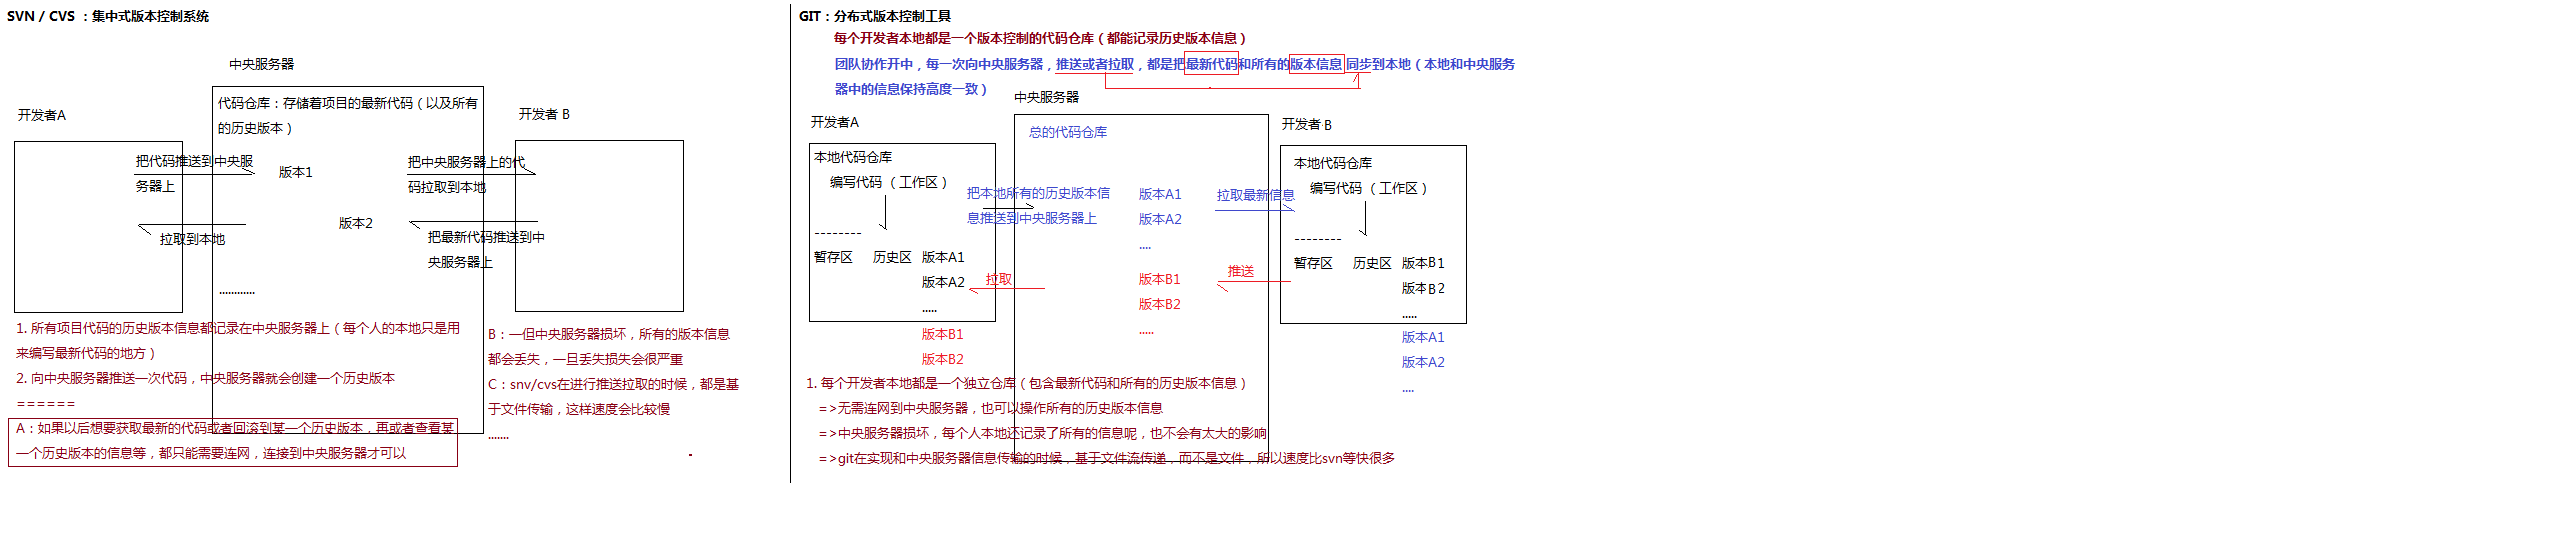 SVN / CVS ：集中式版本控制系统
中央服务器
开发者A
代码仓库：存储着项目的最新代码（以及所有
的历史版本）
开发者 B
把代码推送到中央服
务器上
版本1
把中央服务器上的代
码拉取到本地
版本2
拉取到本地
把最新代码推送到中
央服务器上
............
1. 所有项目代码的历史版本信息都记录在中央服务器上（每个人的本地只是用
来编写最新代码的地方）
2. 向中央服务器推送一次代码，中央服务器就会创建一个历史版本
======
A：如果以后想要获取最新的代码或者回滚到某一个历史版本，再或者查看某
一个历史版本的信息等，都只能需要连网，连接到中央服务器才可以
B：一但中央服务器损坏，所有的版本信息
都会丢失，一旦丢失损失会很严重
C：snv/cvs在进行推送拉取的时候，都是基
于文件传输，这样速度会比较慢
.......
GIT：分布式版本控制工具
每个开发者本地都是一个版本控制的代码仓库（都能记录历史版本信息）
团队协作开中，每一次向中央服务器，推送或者拉取，都是把最新代码和所有的版本信息 同步到本地（本地和中央服务
器中的信息保持高度一致）
中央服务器
开发者A
总的代码仓库
开发者 B
本地代码仓库
编写代码 （工作区）
--------
暂存区
历史区
版本A1
版本A2
.....
版本B1
版本B2
把本地所有的历史版本信
息推送到中央服务器上
拉取
版本A1
版本A2
....
版本B1
版本B2
.....
拉取最新信息
推送
本地代码仓库
编写代码 （工作区）
--------
暂存区
历史区
版本B1
版本B2
.....
版本A1
版本A2
....
1. 每个开发者本地都是一个独立仓库（包含最新代码和所有的历史版本信息）
=>无需连网到中央服务器，也可以操作所有的历史版本信息
=>中央服务器损坏，每个人本地还记录了所有的信息呢，也不会有太大的影响
=>git在实现和中央服务器信息传输的时候，基于文件流传递，而不是文件，所以速度比svn等快很多